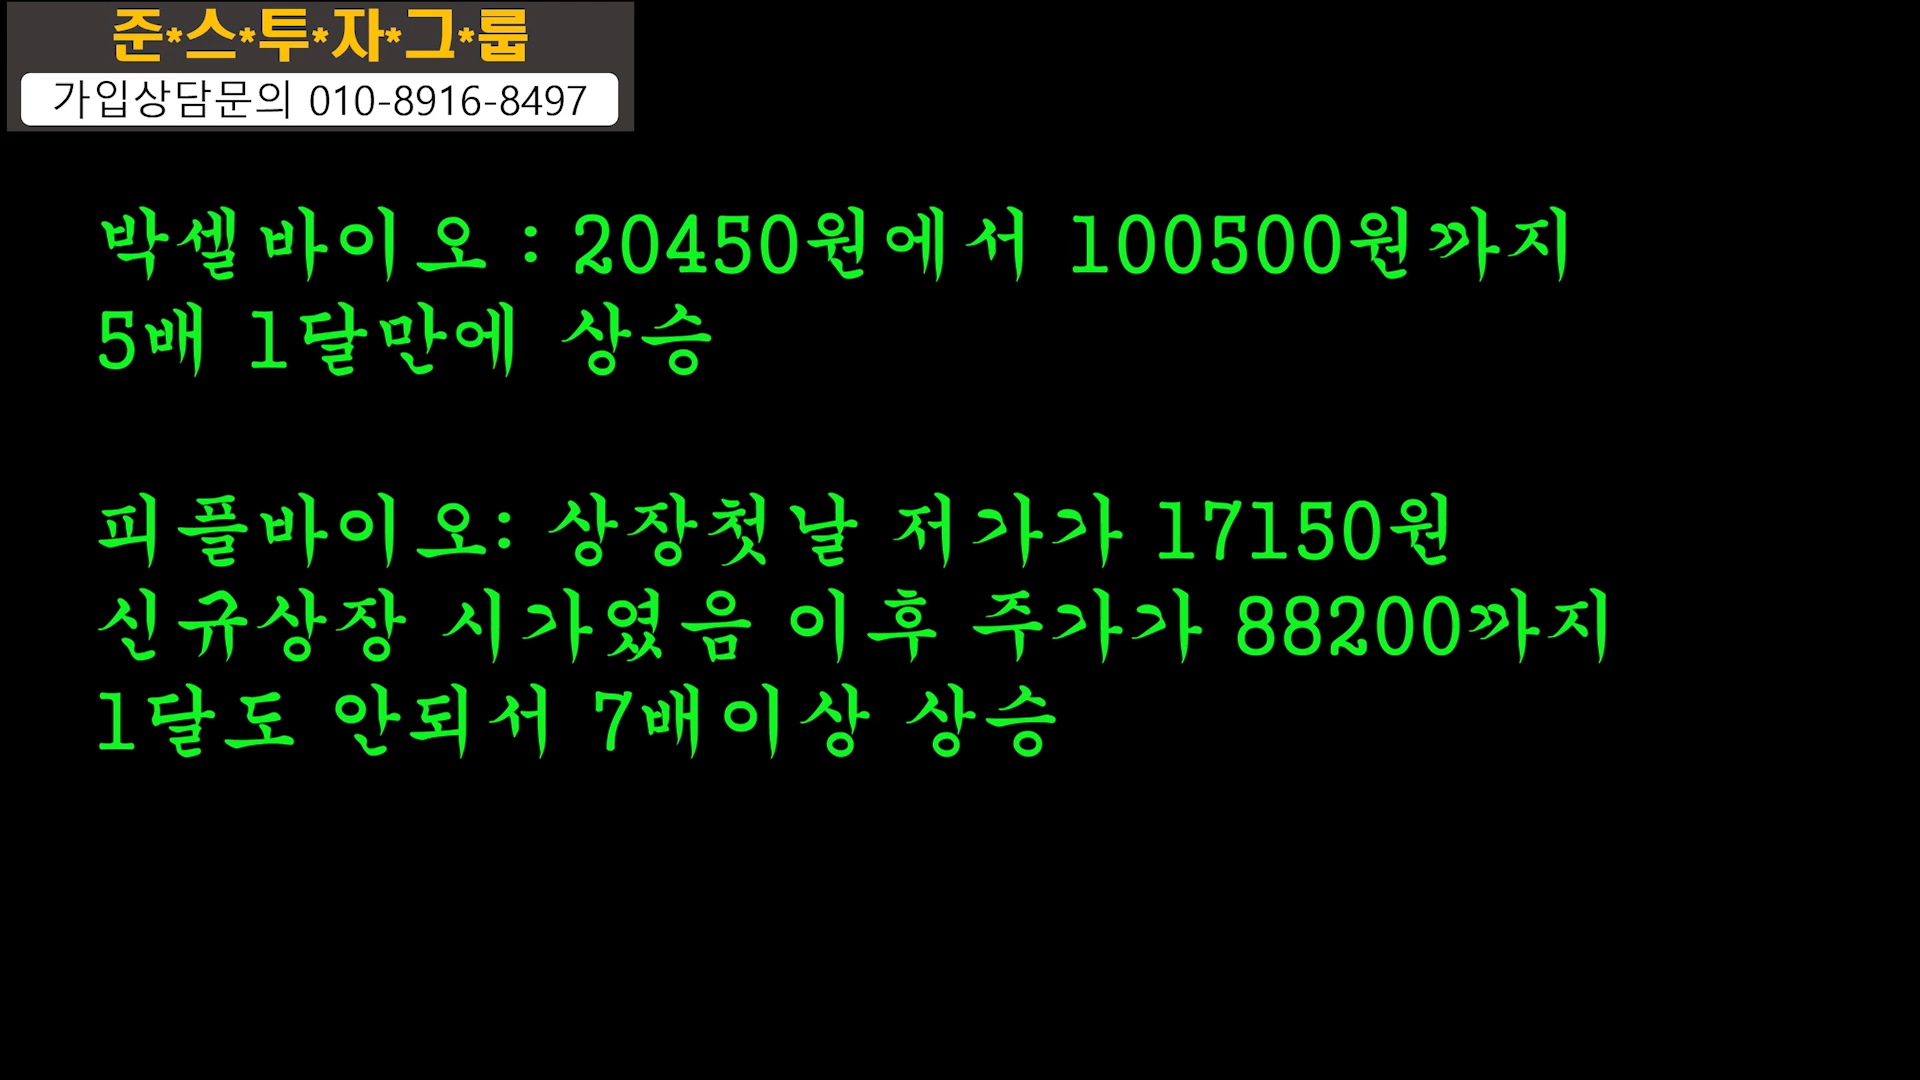 준*스*투*자*그*룹
가입상담문의 010-8916-8497
박셀바이오 : 20450원에서 100500원까지
5배 1달만에 상승
피플바이오: 상장첫날 저가가 17150원
신규상장 시가였음 이후 주가가 88200까지
1달도 안되서 7배이상 상승